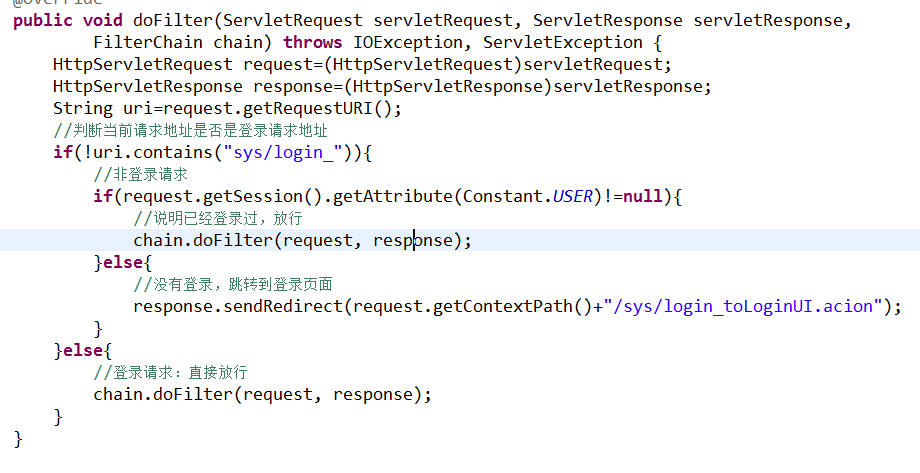 @Override
public void doFilter(ServletRequest servletRequest, ServletResponse servletResponse,
        FilterChain chain) throws IOException, ServletException {
    HttpServletRequest request=(HttpServletRequest)servletRequest;
    HttpServletResponse response=(HttpServletResponse)servletResponse;
    String uri=request.getRequestURI();
    //判断当前请求地址是否是登录请求地址
    if(!uri.contains("sys/login_")){
        //非登录请求
        if(request.getSession().getAttribute(Constant.USER)!=null){
            //说明已经登录过，放行
            chain.doFilter(request, response);
        }else{
            //没有登录，跳转到登录页面
            response.sendRedirect(request.getContextPath()+"/sys/login_toLoginUI.acion");
        }
    }else{
        //登录请求：直接放行
        chain.doFilter(request, response);
    }
}